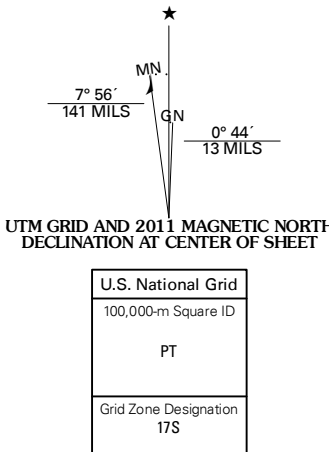 ★
MN
7° 56´
141 MILS
GN
0° 44´
13 MILS
UTM GRID AND 2011 MAGNETIC NORTH
DECLINATION AT CENTER OF SHEET
U.S. National Grid
100,000-m Square ID
PT
Grid Zone Designation
17S